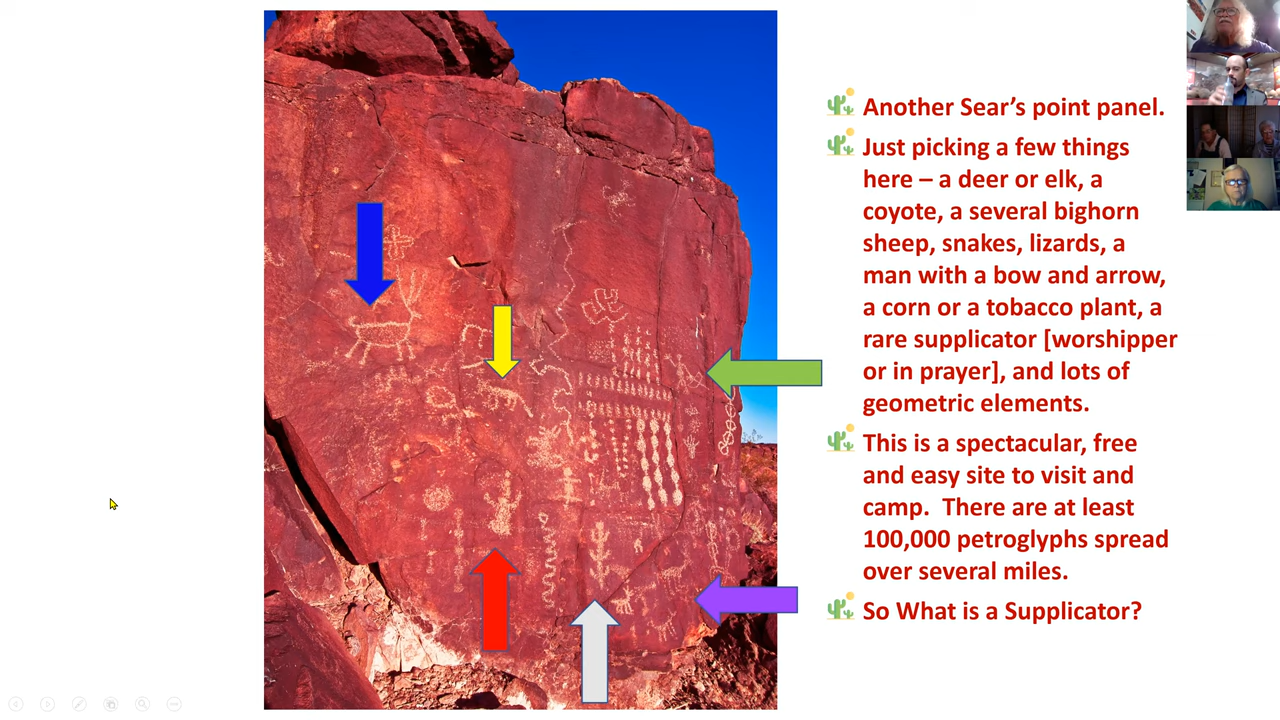 Another Sear's point panel.
Just picking a few things
here – a deer or elk, a
coyote, a several bighorn
sheep, snakes, lizards, a
man with a bow and arrow,
a corn or a tobacco plant, a
rare supplicator [worshipper
or in prayer], and lots of
geometric elements.
This is a spectacular, free
and easy site to visit and
camp.  There are at least
100,000 petroglyphs spread
over several miles.
So What is a Supplicator?